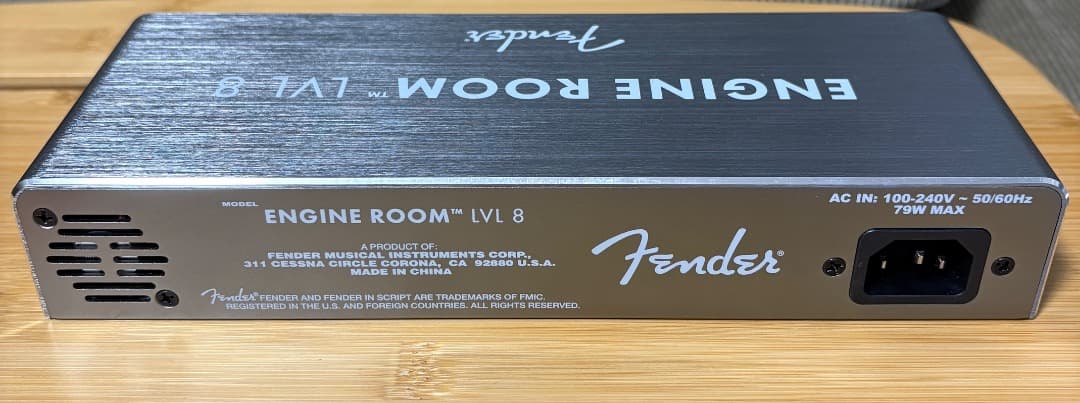 Fender
ENGINE ROOM™ LVL 8
MODEL
ENGINE ROOM™ LVL 8
A PRODUCT OF:
FENDER MUSICAL INSTRUMENTS CORP.,
311 CESSNA CIRCLE CORONA, CA 92880 U.S.A.
MADE IN CHINA
Fender® FENDER AND FENDER IN SCRIPT ARE TRADEMARKS OF FMIC.
REGISTERED IN THE U.S. AND FOREIGN COUNTRIES. ALL RIGHTS RESERVED.
Fender®
AC IN: 100-240V ~ 50/60Hz
79W MAX